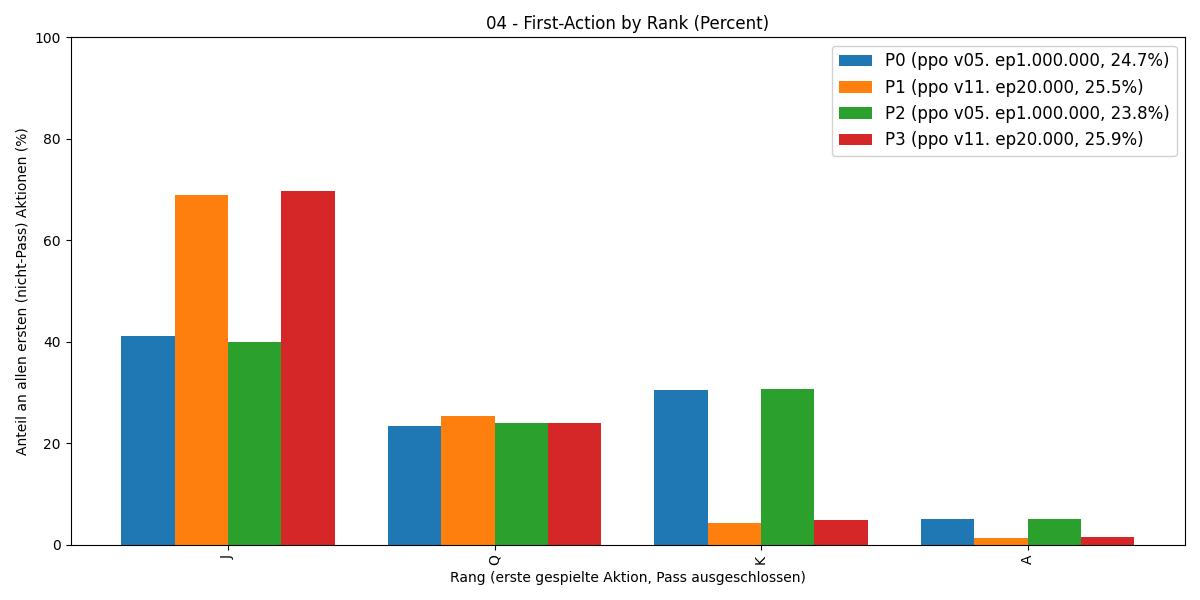 04 - First-Action by Rank (Percent)
P0 (ppo v05. ep1.000.000, 24.7%)
P1 (ppo v11. ep20.000, 25.5%)
P2 (ppo v05. ep1.000.000, 23.8%)
P3 (ppo v11. ep20.000, 25.9%)
Anteil an allen ersten (nicht-Pass) Aktionen (%)
100
80
60
40
20
0
J
Q
K
A
Rang (erste gespielte Aktion, Pass ausgeschlossen)